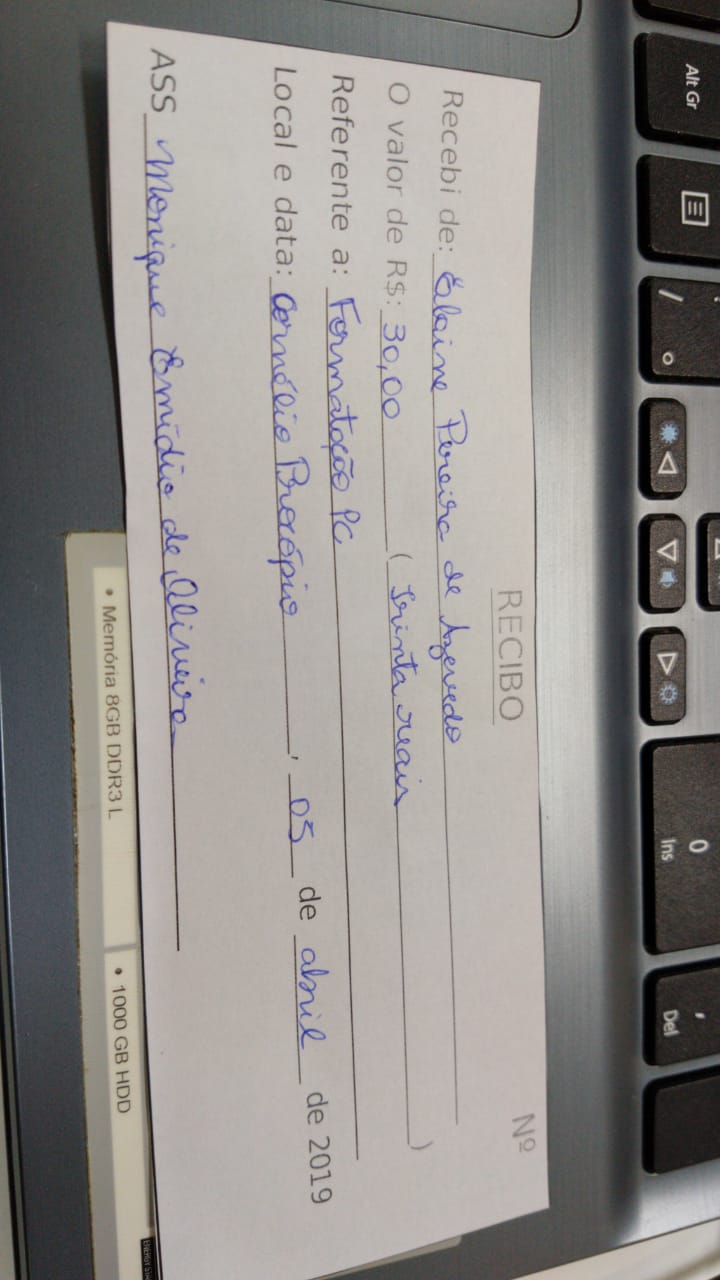 RECIBO
Nº
Recebi de: Elaine Pereira de Azevedo
O valor de R$: 30,00 (trinta reais)
Referente a: Formatação PC
Local e data: Cornélio Procópio, 05 de abril de 2019
ASS Monique Emídio de Oliveira
• Memória 8GB DDR3 L
• 1000 GB HDD
Alt Gr
/
°
0
Ins
,
Del